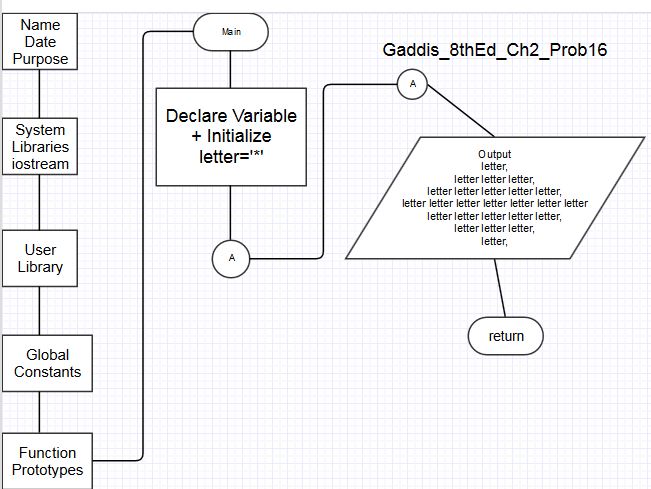 Name
Date
Purpose
System
Libraries
iostream
User
Library
Global
Constants
Function
Prototypes
Main
Declare Variable
+ Initialize
letter='*'
A
Gaddis_8thEd_Ch2_Prob16
A
Output
letter,
letter letter letter,
letter letter letter letter letter,
letter letter letter letter letter letter letter
letter letter letter letter letter,
letter letter letter,
letter,
return